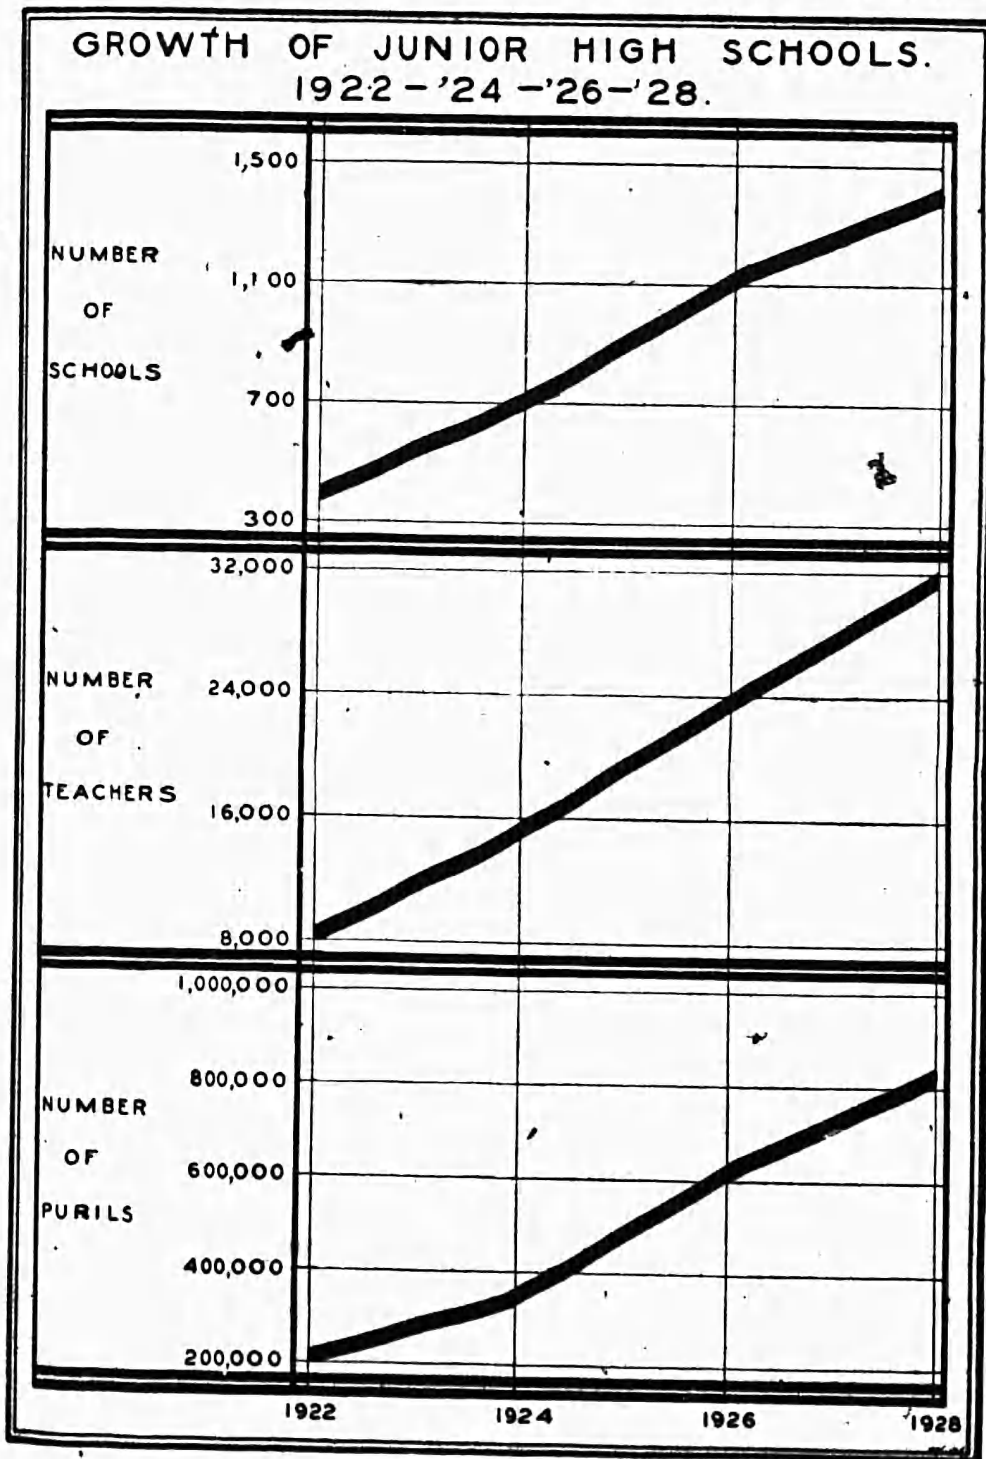 GROWTH OF JUNIOR HIGH SCHOOLS.
1922-'24-'26-'28.
1,500
NUMBER
1,100
OF
SCHOOLS
700
300
32,000
NUMBER
24,000
OF
TEACHERS
16,000
8,000
1,000,000
800,000
NUMBER
OF
600,000
PURILS
400,000
200,000
1922 1924 1926 1928